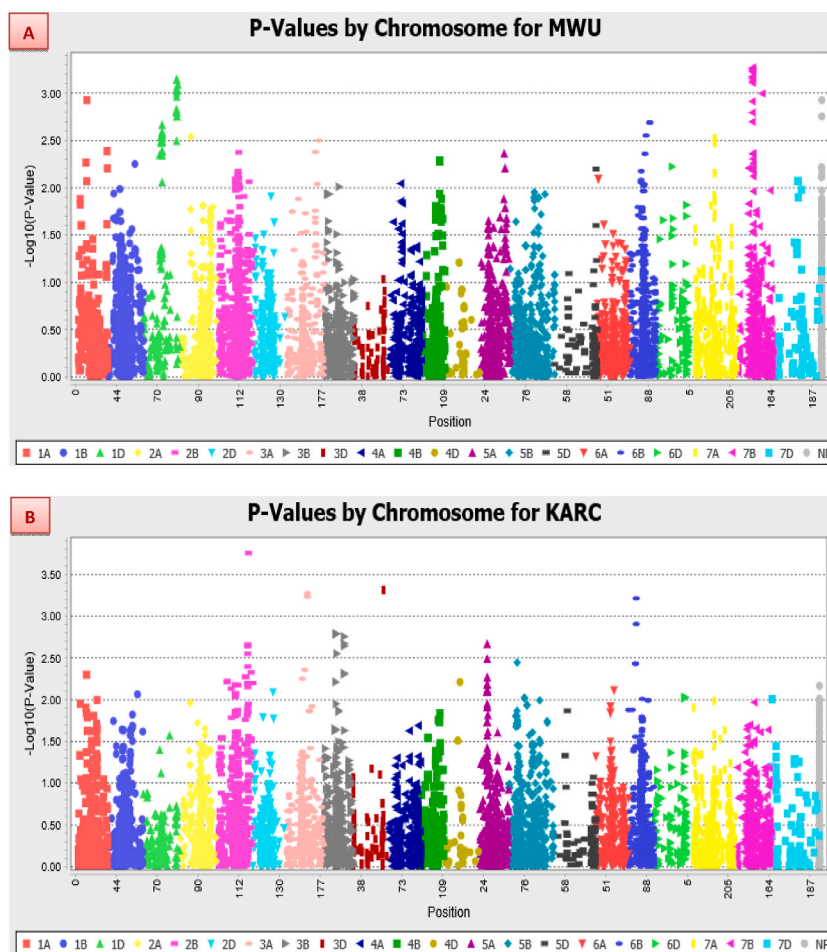 A
P-Values by Chromosome for MWU
-Log10(P-Value)
3.00
2.50
2.00
1.50
1.00
0.50
0.00
0 44 70 90 112 130 177 38 73 109 24 76 58 51 88 5 205 164 187
Position
1A 1B 1D 2A 2B 2D 3A 3B 3D 4A 4B 4D 5A 5B 5D 6A 6B 6D 7A 7B 7D
B
P-Values by Chromosome for KARC
-Log10(P-Value)
3.50
3.00
2.50
2.00
1.50
1.00
0.50
0.00
0 44 70 90 112 130 177 38 73 109 24 76 58 51 88 5 205 164 187
Position
1A 1B 1D 2A 2B 2D 3A 3B 3D 4A 4B 4D 5A 5B 5D 6A 6B 6D 7A 7B 7D